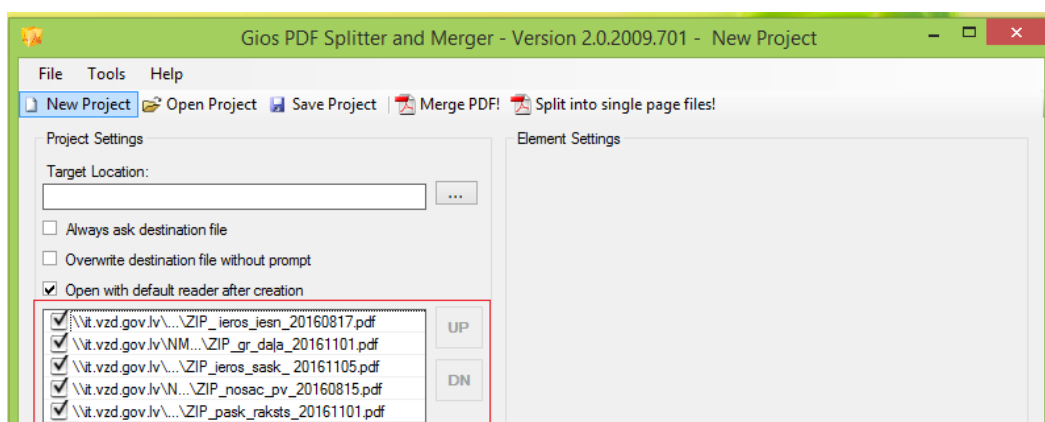 Gios PDF Splitter and Merger - Version 2.0.2009.701 - New Project
File Tools Help
New Project Open Project Save Project Merge PDF! Split into single page files!
Project Settings
Element Settings
Target Location:
...
Always ask destination file
Overwrite destination file without prompt
Open with default reader after creation
\\it.vzd.gov.lv\...\ZIP_ieros_iesn_20160817.pdf
UP
\\it.vzd.gov.lv\NM...\ZIP_gr_daļa_20161101.pdf
\\it.vzd.gov.lv\...\ZIP_ieros_sask_ 20161105.pdf
DN
\\it.vzd.gov.lv\N...\ZIP_nosac_pv_20160815.pdf
\\it.vzd.gov.lv\...\ZIP_pask_raksts_20161101.pdf